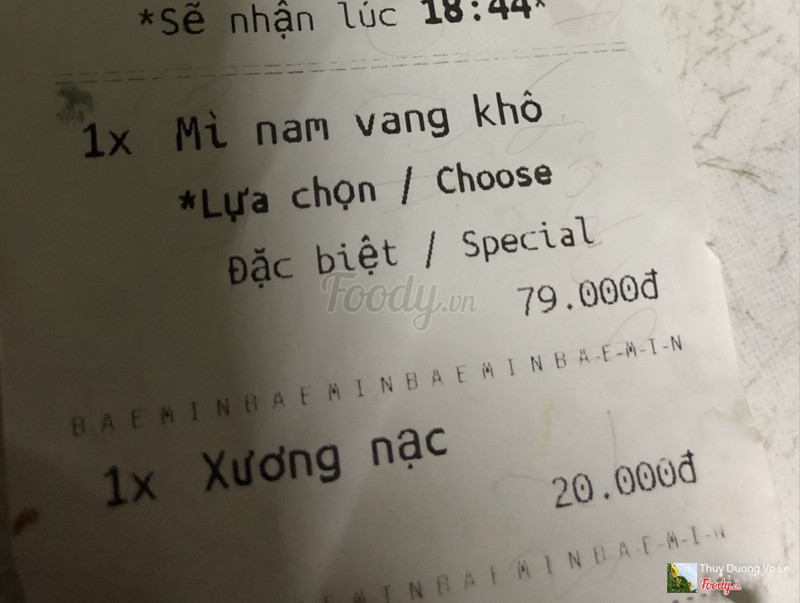 *Sẽ nhận lúc 18:44*
1x Mì nam vang khô
*Lựa chọn / Choose
Đặc biệt / Special
79.000đ
Foody.vn
BAEMINBAEMINBAEMINBAE-M-I-N
1x Xương nạc
20.000đ
INBAEMINBA-E-M-I-N
Thuy Duong Vo Le
Foody.vn